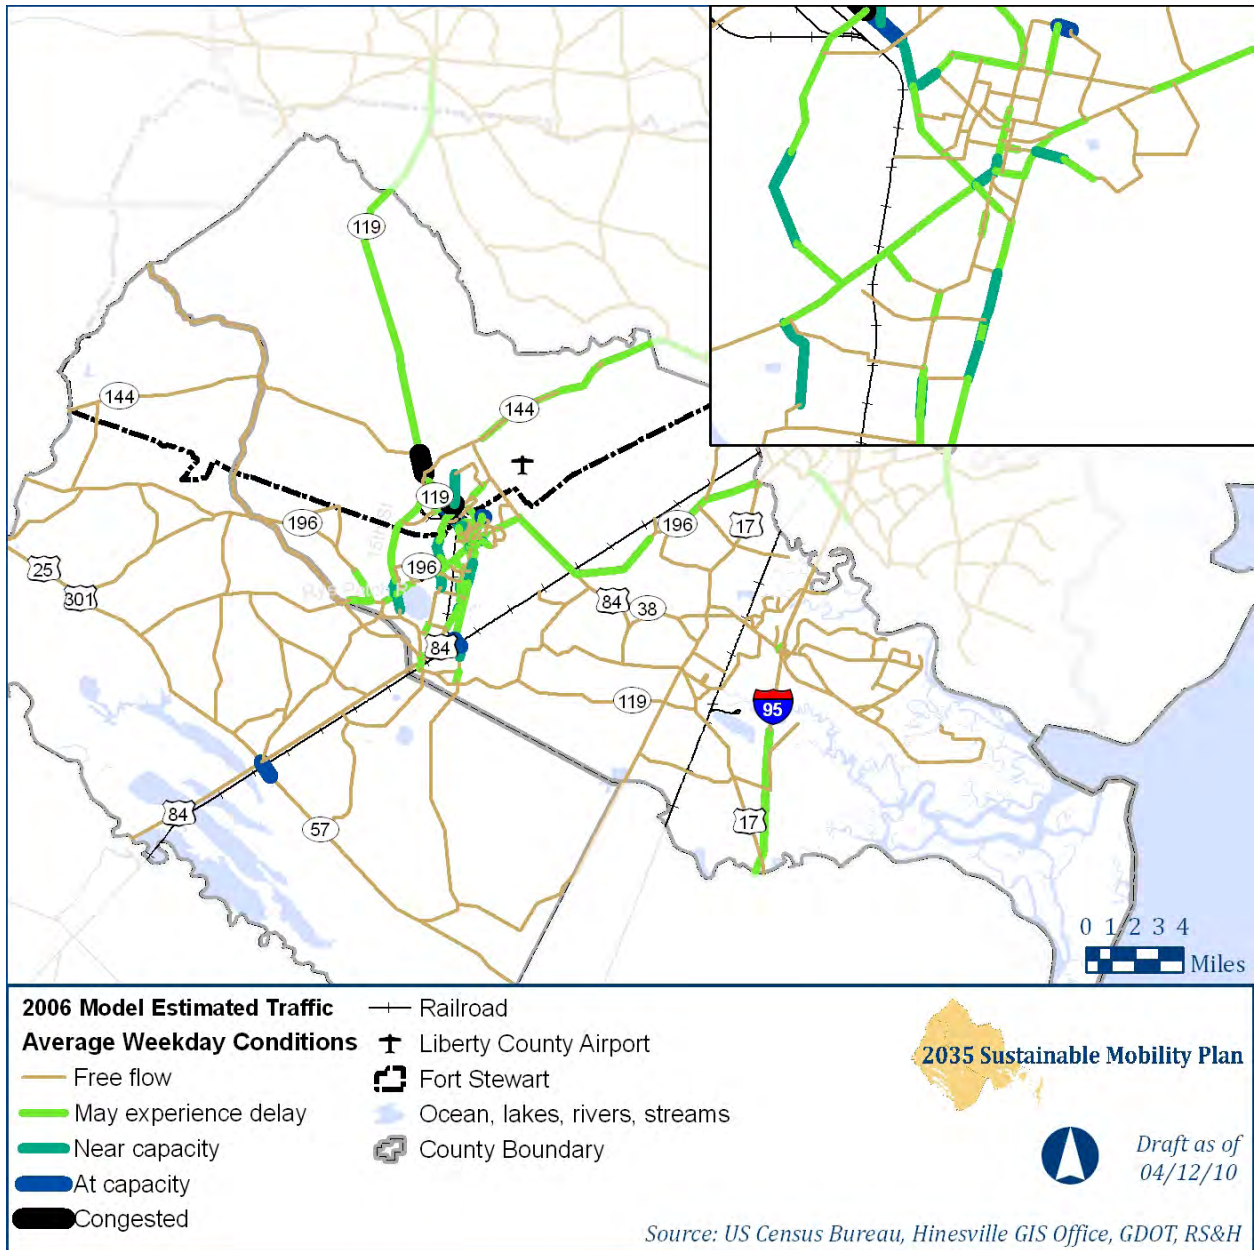 119
144
144
119
196
15th St
196
17
25
301
196
84
38
84
119
95
84
57
17
0 1 2 3 4
Miles
2006 Model Estimated Traffic
Average Weekday Conditions
Free flow
May experience delay
Near capacity
At capacity
Congested
Railroad
Liberty County Airport
Fort Stewart
Ocean, lakes, rivers, streams
County Boundary
2035 Sustainable Mobility Plan
Draft as of
04/12/10
Source: US Census Bureau, Hinesville GIS Office, GDOT, RS&H